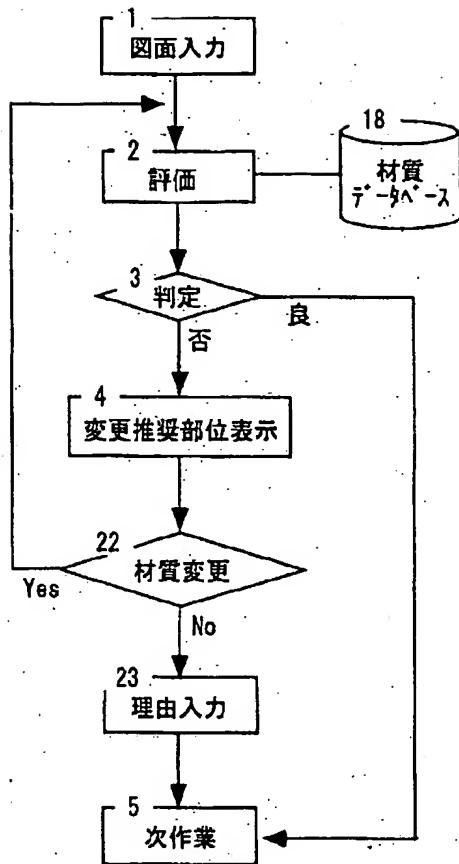 1
図面入力
18
材質
ﾃﾞｰﾀﾍﾞｰｽ
2
評価
3
判定
良
否
4
変更推奨部位表示
22
材質変更
Yes
No
23
理由入力
5
次作業